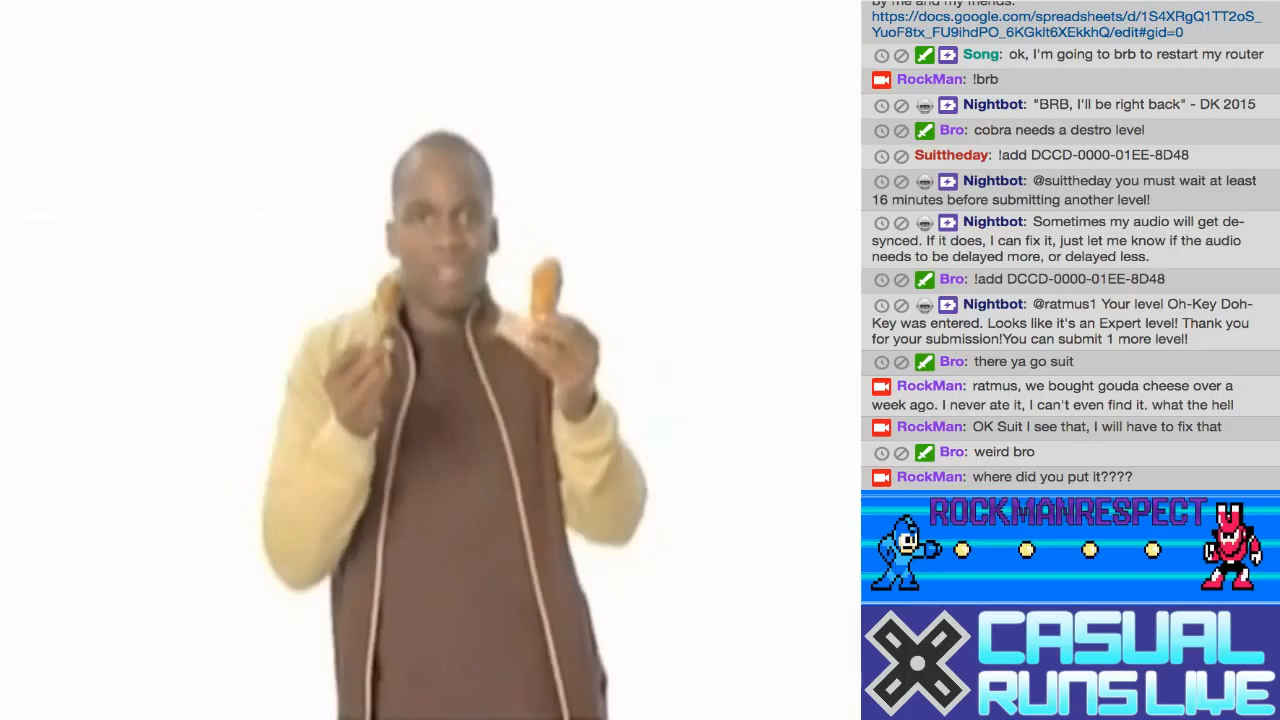 by me and my friends.
https://docs.google.com/spreadsheets/d/1S4XRgQ1TT2oS_
YuoF8tx_FU9ihdPO_6KGklt6XEkkhQ/edit#gid=0
Song: ok, I'm going to brb to restart my router
RockMan: !brb
Nightbot: "BRB, I'll be right back" - DK 2015
Bro: cobra needs a destro level
Suittheday: !add DCCD-0000-01EE-8D48
Nightbot: @suittheday you must wait at least
16 minutes before submitting another level!
Nightbot: Sometimes my audio will get de-
synced. If it does, I can fix it, just let me know if the audio
needs to be delayed more, or delayed less.
Bro: !add DCCD-0000-01EE-8D48
Nightbot: @ratmus1 Your level Oh-Key Doh-
Key was entered. Looks like it's an Expert level! Thank you
for your submission!You can submit 1 more level!
Bro: there ya go suit
RockMan: ratmus, we bought gouda cheese over a
week ago. I never ate it, I can't even find it. what the hell
RockMan: OK Suit I see that, I will have to fix that
Bro: weird bro
RockMan: where did you put it????
ROCKMANRESPECT
CASUAL
RUNS LIVE